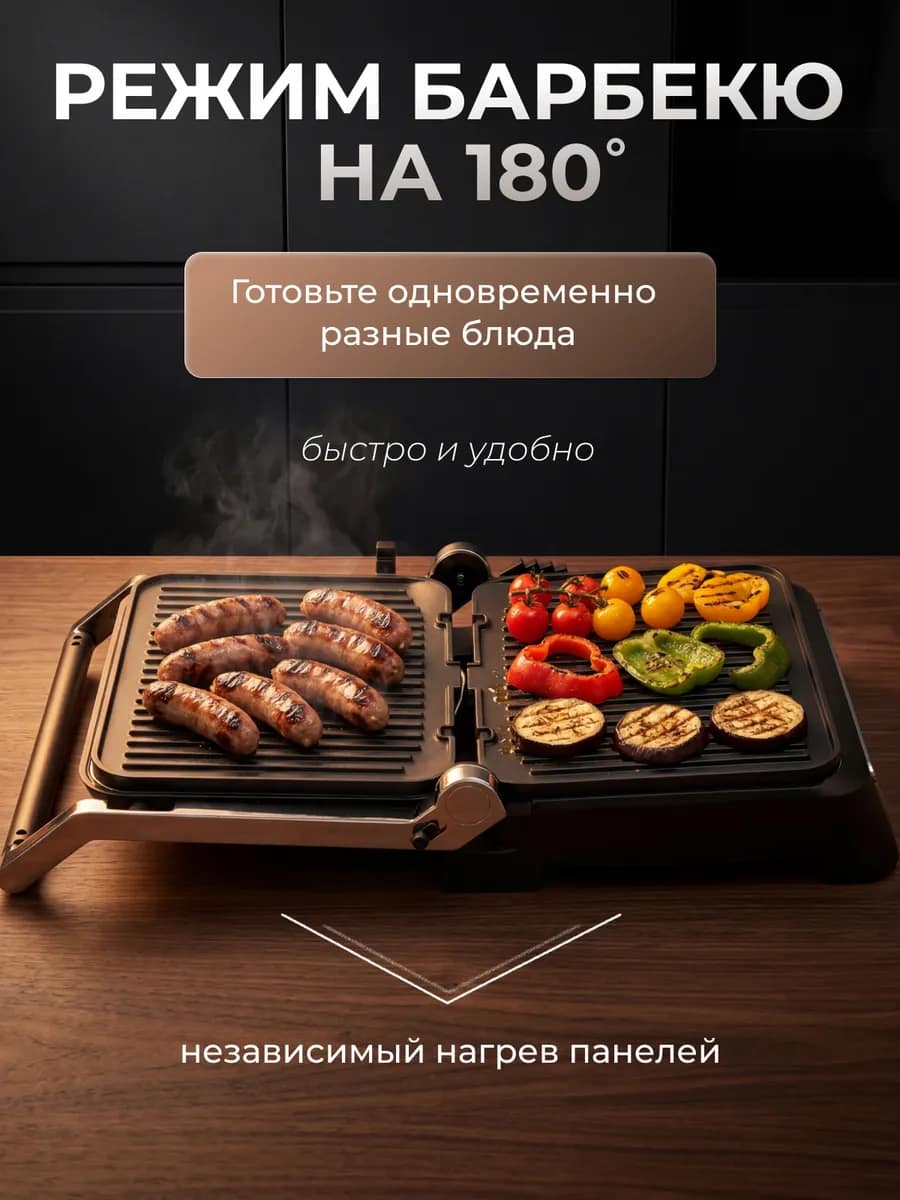 РЕЖИМ БАРБЕКЮ
НА 180°
Готовьте одновременно
разные блюда
быстро и удобно
независимый нагрев панелей